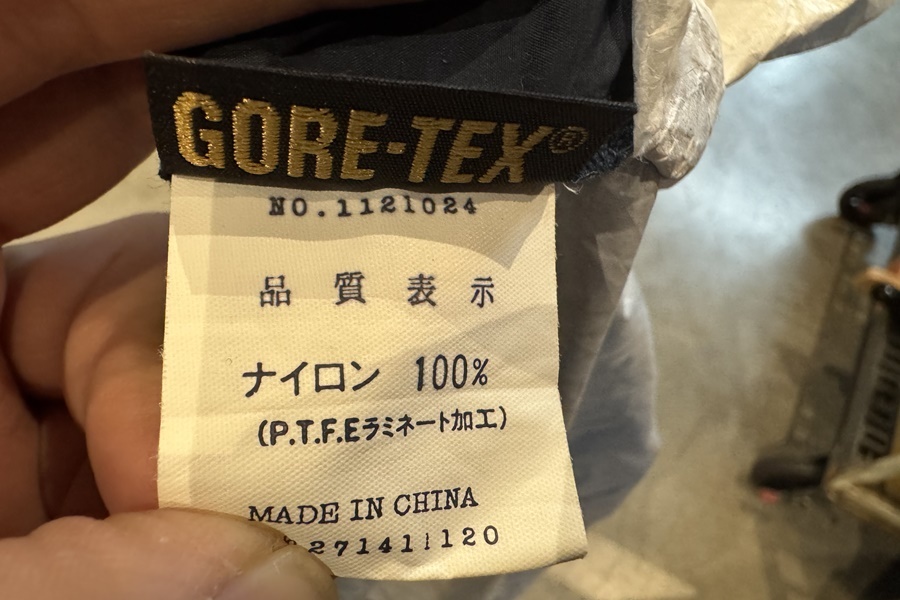 GORE-TEX®
NO.1121024
品質表示
ナイロン 100%
(P.T.F.Eラミネート加工)
MADE IN CHINA